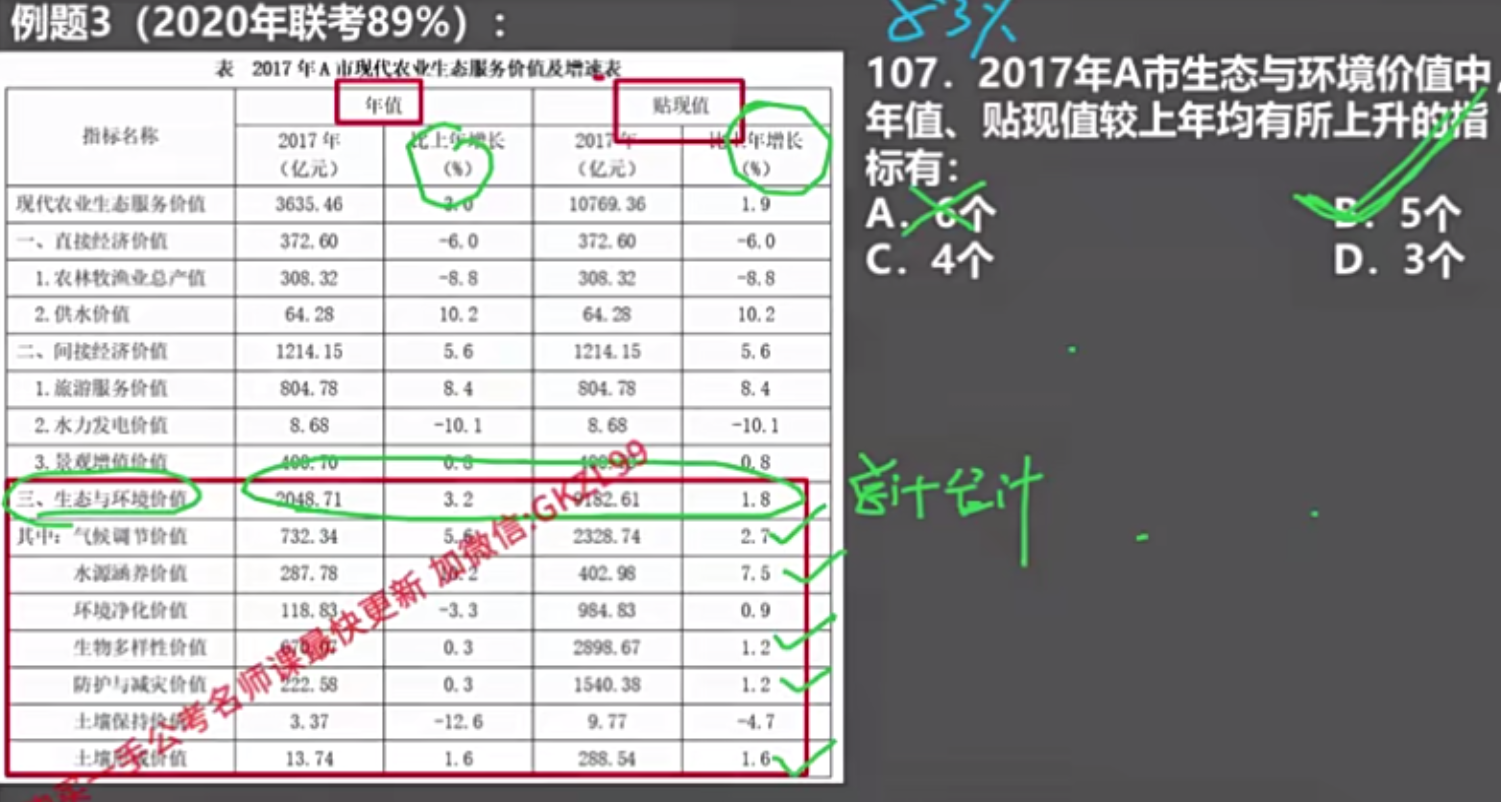 例题3（2020年联考89%）：
83%
表 2017年A市现代农业生态服务价值及增速表
指标名称 年值 贴现值
2017年（亿元） 比上年增长（%） 2017年（亿元） 比上年增长（%）
现代农业生态服务价值 3635.46 3.0 10769.36 1.9
一、直接经济价值 372.60 -6.0 372.60 -6.0
1.农林牧渔业总产值 308.32 -8.8 308.32 -8.8
2.供水价值 64.28 10.2 64.28 10.2
二、间接经济价值 1214.15 5.6 1214.15 5.6
1.旅游服务价值 804.78 8.4 804.78 8.4
2.水力发电价值 8.68 -10.1 8.68 -10.1
3.景观增值价值 400.70 0.8 0.8
三、生态与环境价值 2048.71 3.2 9182.61 1.8
其中：气候调节价值 732.34 5.6 2328.74 2.7
水源涵养价值 287.78 402.98 7.5
环境净化价值 118.83 -3.3 984.83 0.9
生物多样性价值 670.07 0.3 2898.67 1.2
防护与减灾价值 222.58 0.3 1540.38 1.2
土壤保持价值 3.37 -12.6 9.77 -4.7
土壤形成价值 13.74 1.6 288.54 1.6
一手公考名师课最快更新 加微信:GKZL99
107．2017年A市生态与环境价值中，
年值、贴现值较上年均有所上升的指
标有：
A．6个 B．5个
C．4个 D．3个
总计合计